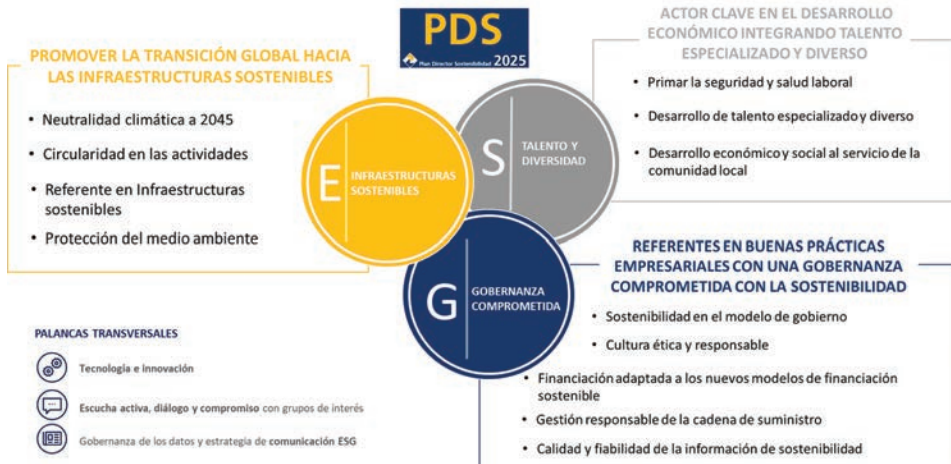 PDS
Plan Director Sostenibilidad 2025
PROMOVER LA TRANSICIÓN GLOBAL HACIA
LAS INFRAESTRUCTURAS SOSTENIBLES
• Neutralidad climática a 2045
• Circularidad en las actividades
• Referente en Infraestructuras
sostenibles
• Protección del medio ambiente
E
INFRAESTRUCTURAS
SOSTENIBLES
S
TALENTO Y
DIVERSIDAD
ACTOR CLAVE EN EL DESARROLLO
ECONÓMICO INTEGRANDO TALENTO
ESPECIALIZADO Y DIVERSO
• Primar la seguridad y salud laboral
• Desarrollo de talento especializado y diverso
• Desarrollo económico y social al servicio de la
comunidad local
G
GOBERNANZA
COMPROMETIDA
REFERENTES EN BUENAS PRÁCTICAS
EMPRESARIALES CON UNA GOBERNANZA
COMPROMETIDA CON LA SOSTENIBILIDAD
• Sostenibilidad en el modelo de gobierno
• Cultura ética y responsable
• Financiación adaptada a los nuevos modelos de financiación
sostenible
• Gestión responsable de la cadena de suministro
• Calidad y fiabilidad de la información de sostenibilidad
PALANCAS TRANSVERSALES
Tecnología e innovación
Escucha activa, diálogo y compromiso con grupos de interés
Gobernanza de los datos y estrategia de comunicación ESG